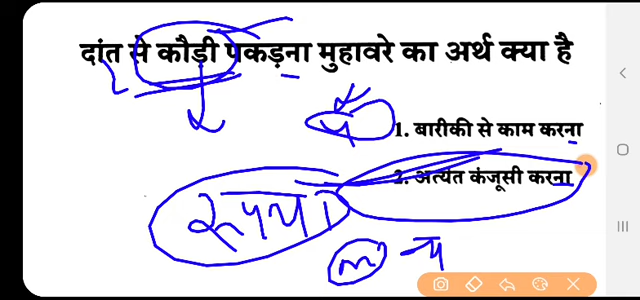 दांत से कौड़ी पकड़ना मुहावरे का अर्थ क्या है
1. बारीकी से काम करना
2. अत्यंत कंजूसी करना
रूपया